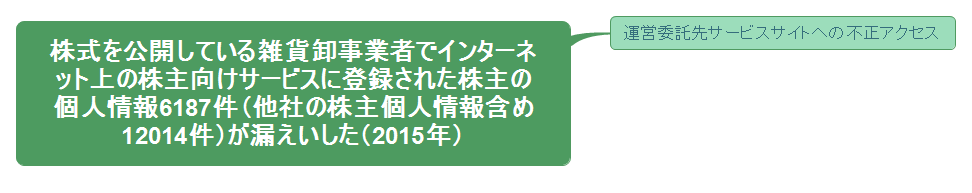 株式を公開している雑貨卸事業者でインターネ
ット上の株主向けサービスに登録された株主の
個人情報6187件（他社の株主個人情報含め
12014件）が漏えいした（2015年）
運営委託先サービスサイトへの不正アクセス